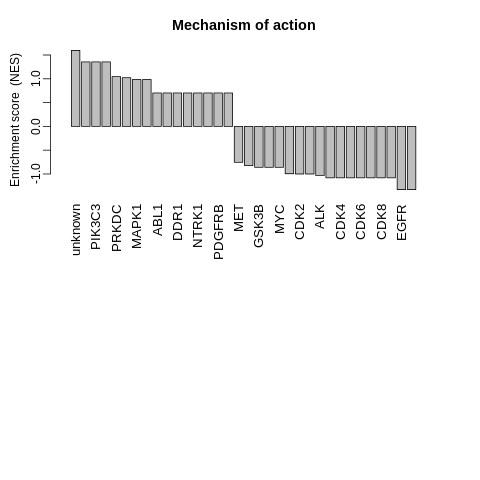 Mechanism of action
Enrichment score (NES)
1.0
0.0
-1.0
unknown
PIK3C3
PRKDC
MAPK1
ABL1
DDR1
NTRK1
PDGFRB
MET
GSK3B
MYC
CDK2
ALK
CDK4
CDK6
CDK8
EGFR